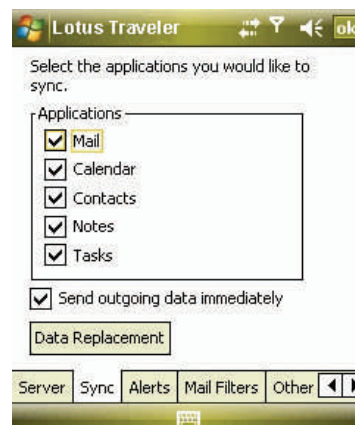 Lotus Traveler
ok
Select the applications you would like to
sync.
Applications
Mail
Calendar
Contacts
Notes
Tasks
Send outgoing data immediately
Data Replacement
Server Sync Alerts Mail Filters Other